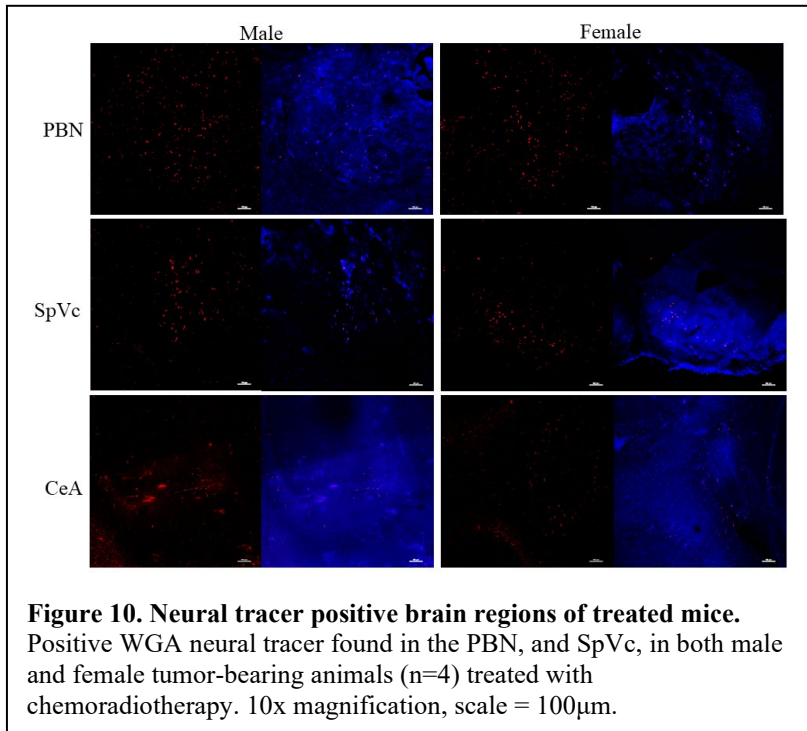 Male Female
PBN
SpVc
CeA
Figure 10. Neural tracer positive brain regions of treated mice.
Positive WGA neural tracer found in the PBN, and SpVc, in both male
and female tumor-bearing animals (n=4) treated with
chemoradiotherapy. 10x magnification, scale = 100μm.